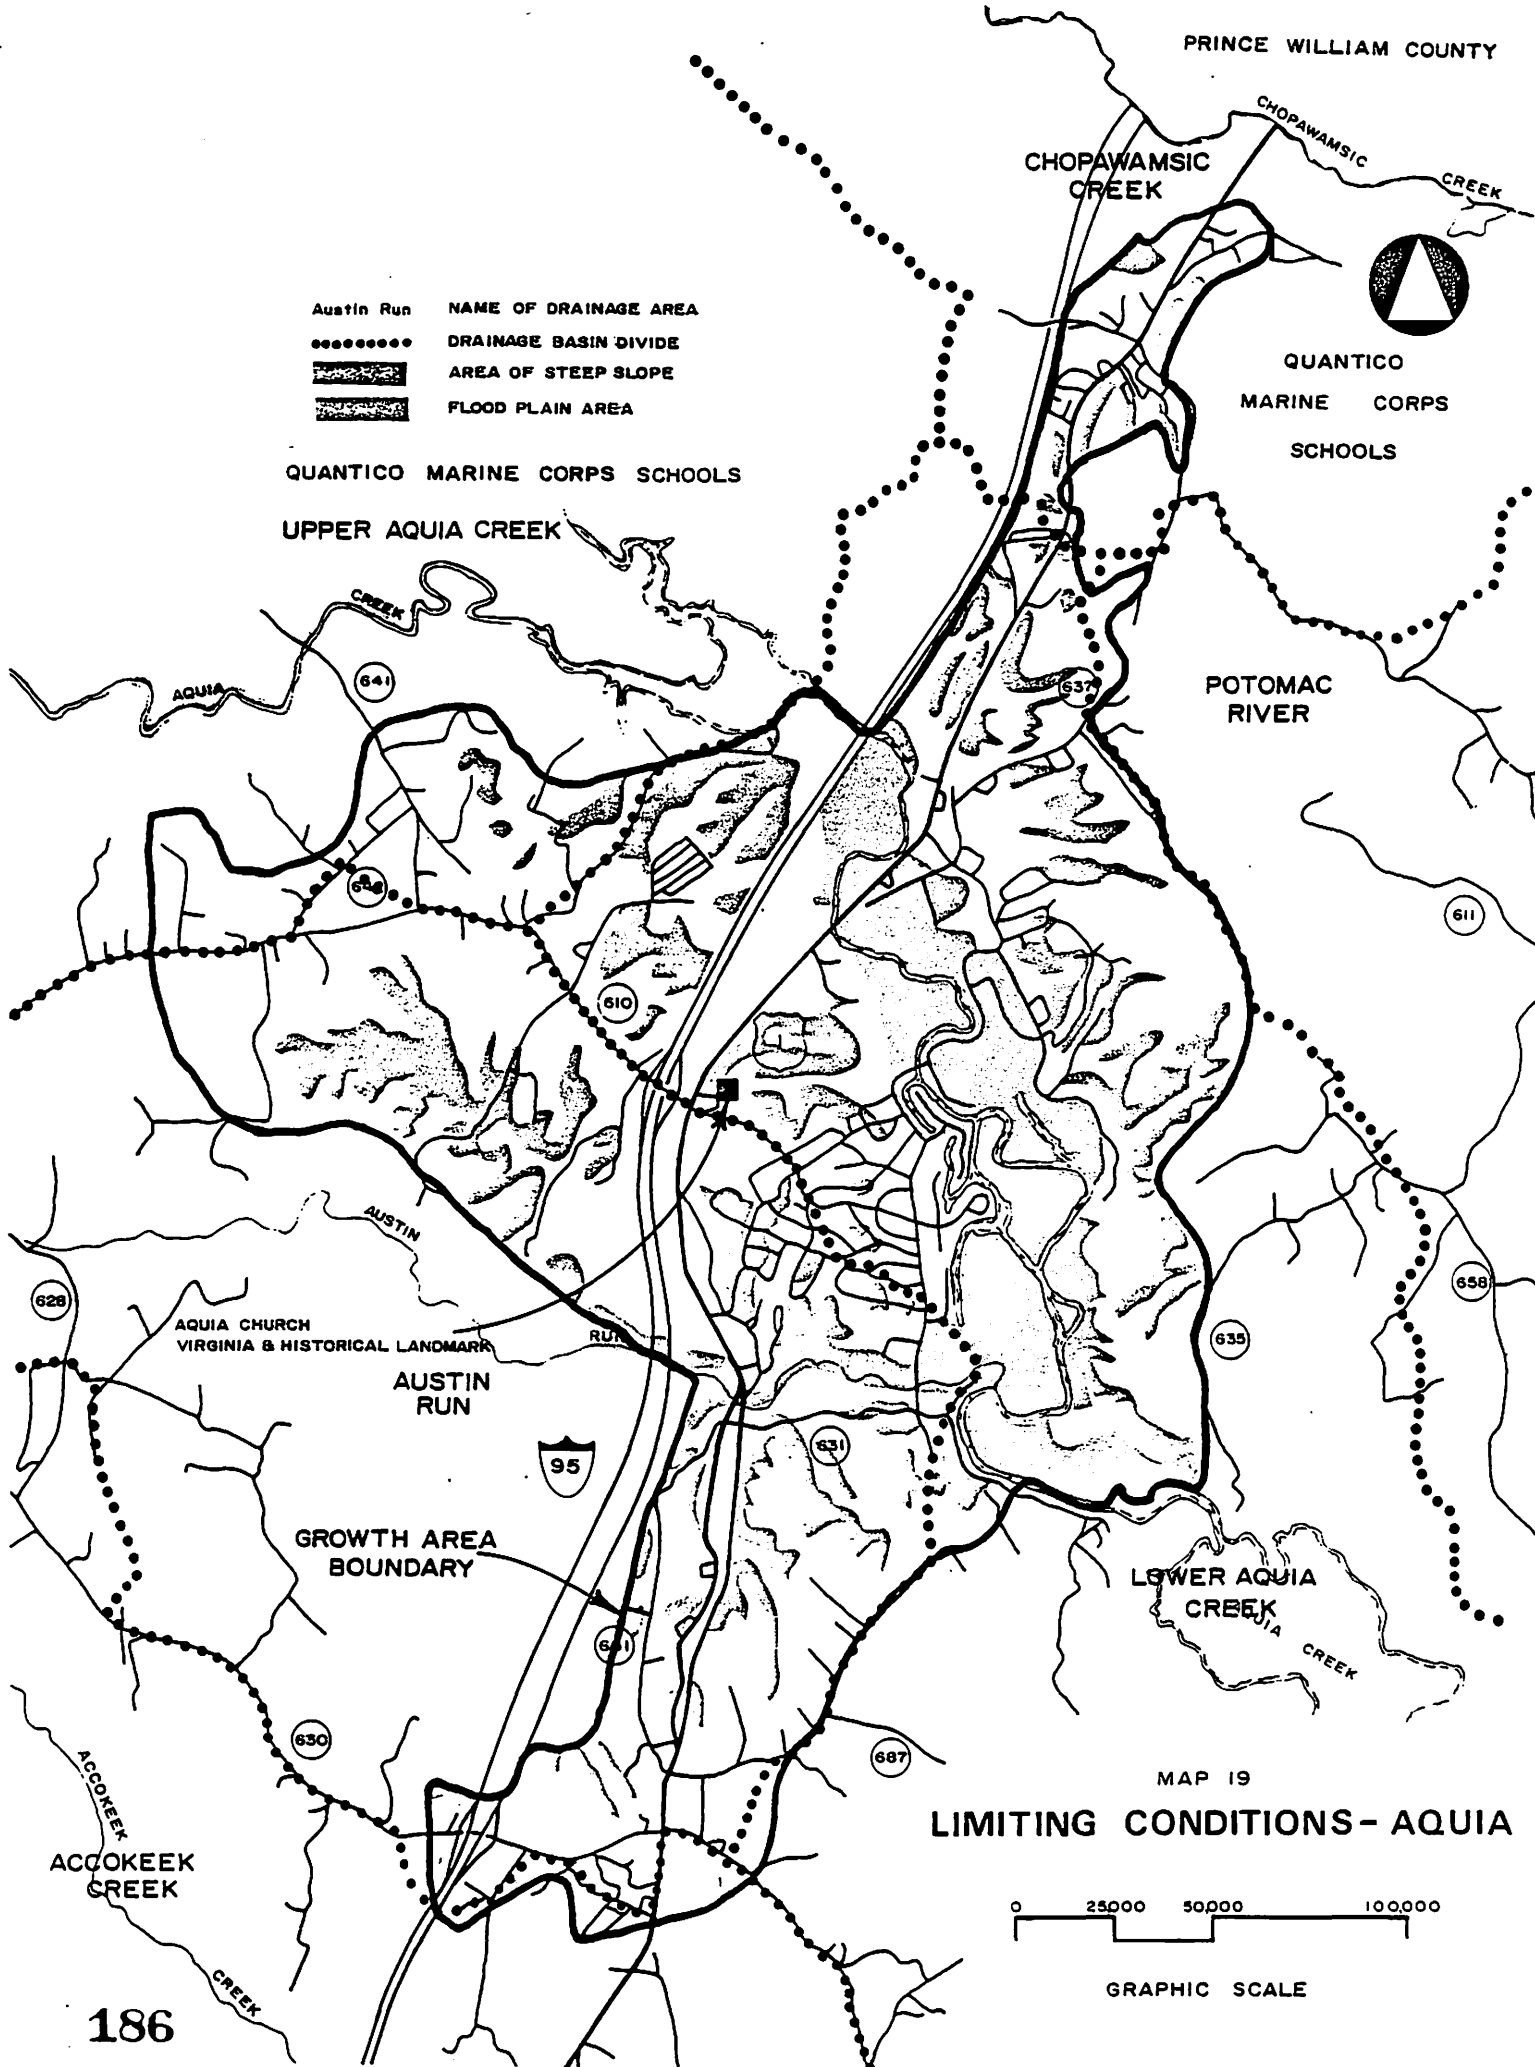 PRINCE WILLIAM COUNTY
CHOPAWAMSIC
CREEK
CHOPAWAMSIC
CREEK
Austin Run NAME OF DRAINAGE AREA
DRAINAGE BASIN DIVIDE
AREA OF STEEP SLOPE
FLOOD PLAIN AREA
QUANTICO
MARINE CORPS
SCHOOLS
QUANTICO MARINE CORPS SCHOOLS
UPPER AQUIA CREEK
CREEK
AQUIA
641
637
POTOMAC
RIVER
648
611
610
AUSTIN
628
658
AQUIA CHURCH
VIRGINIA & HISTORICAL LANDMARK
RUN
635
AUSTIN
RUN
631
95
GROWTH AREA
BOUNDARY
LOWER AQUIA
CREEK
AQUIA
CREEK
630
687
MAP 19
LIMITING CONDITIONS - AQUIA
ACCOKEEK
ACCOKEEK
CREEK
0 25,000 50,000 100,000
GRAPHIC SCALE
CREEK
186